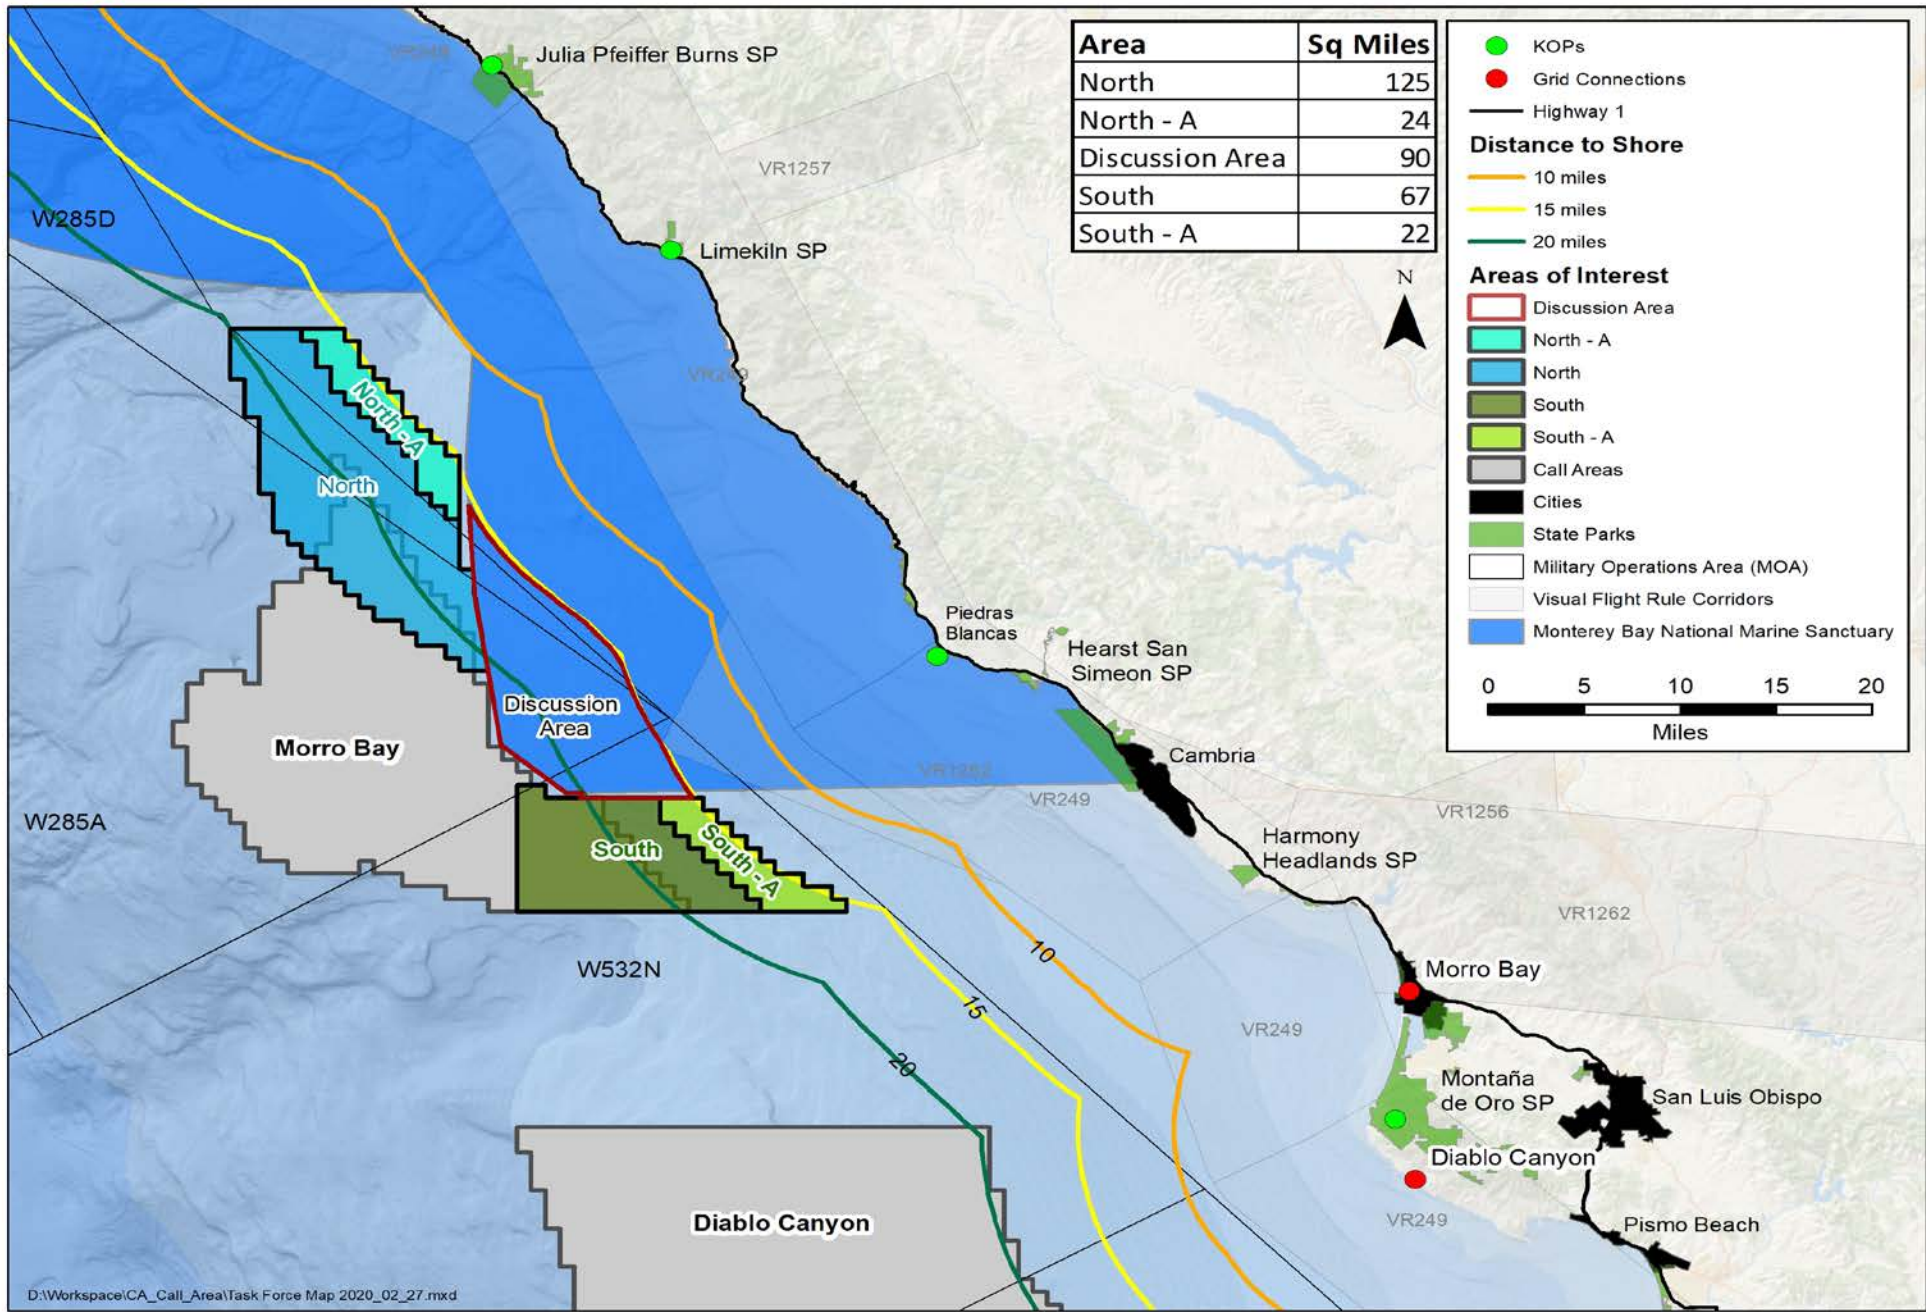 Area Sq Miles
North 125
North - A 24
Discussion Area 90
South 67
South - A 22
N
KOPs
Grid Connections
Highway 1
Distance to Shore
10 miles
15 miles
20 miles
Areas of Interest
Discussion Area
North - A
North
South
South - A
Call Areas
Cities
State Parks
Military Operations Area (MOA)
Visual Flight Rule Corridors
Monterey Bay National Marine Sanctuary
0 5 10 15 20
Miles
VR249
Julia Pfeiffer Burns SP
VR1257
W285D
Limekiln SP
VR249
North - A
North
Piedras
Blancas
Hearst San
Simeon SP
Discussion
Area
Morro Bay
Cambria
VR1262
VR249
VR1256
W285A
South
South - A
Harmony
Headlands SP
VR1262
10
W532N
Morro Bay
15
VR249
20
Montaña
de Oro SP
San Luis Obispo
Diablo Canyon
Diablo Canyon
VR249
Pismo Beach
D:\Workspace\CA_Call_Area\Task Force Map 2020_02_27.mxd